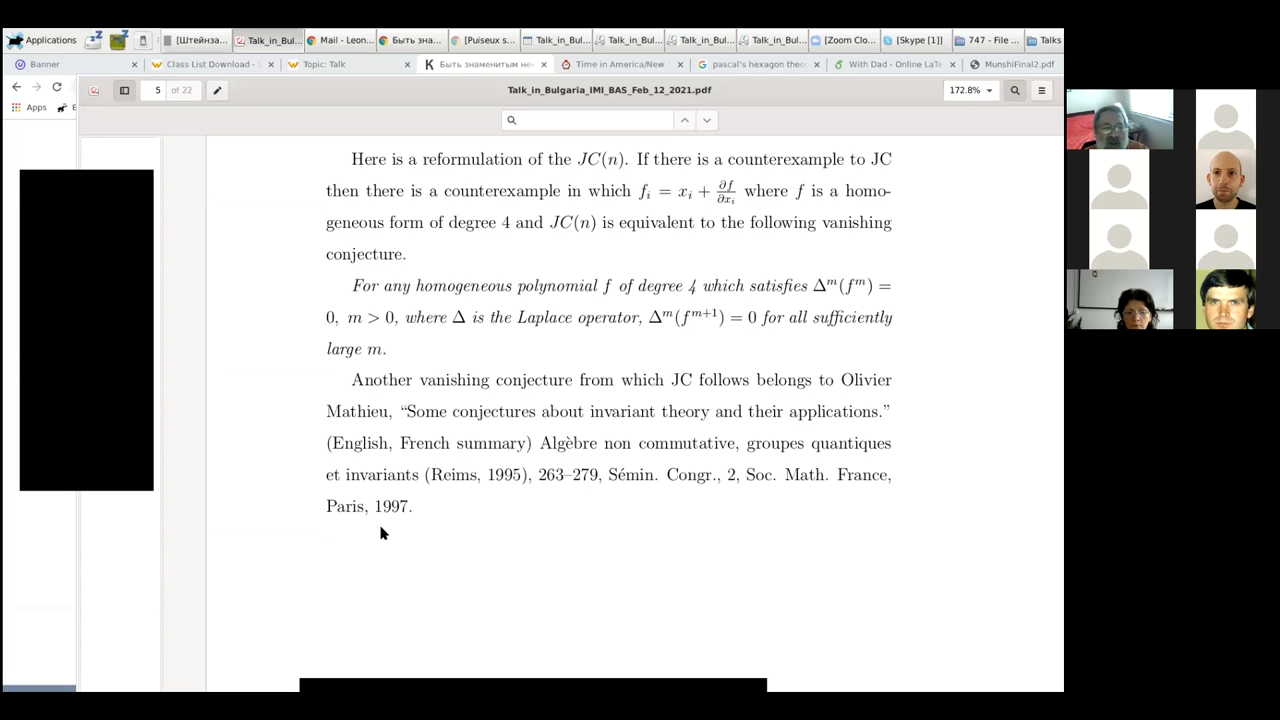 Applications [Штейнза... Talk_in_Bul... Mail - Leon... Быть зна... [Puiseux s... Talk_in_Bul... Talk_in_Bul... Talk_in_Bul... Talk_in_Bul... [Zoom Clo... [Skype [1]] 747 - File ... Talks
Banner Class List Download - Topic: Talk Быть знаменитым не Time in America/New pascal's hexagon theo With Dad - Online LaTe MunshiFinal2.pdf
5 of 22 Talk_in_Bulgaria_IMI_BAS_Feb_12_2021.pdf 172.8%
Apps
Here is a reformulation of the JC(n). If there is a counterexample to JC
then there is a counterexample in which fᵢ = xᵢ + ∂f/∂xᵢ where f is a homo-
geneous form of degree 4 and JC(n) is equivalent to the following vanishing
conjecture.
For any homogeneous polynomial f of degree 4 which satisfies Δᵐ(fᵐ) =
0, m > 0, where Δ is the Laplace operator, Δᵐ(fᵐ⁺¹) = 0 for all sufficiently
large m.
Another vanishing conjecture from which JC follows belongs to Olivier
Mathieu, “Some conjectures about invariant theory and their applications.”
(English, French summary) Algèbre non commutative, groupes quantiques
et invariants (Reims, 1995), 263–279, Sémin. Congr., 2, Soc. Math. France,
Paris, 1997.